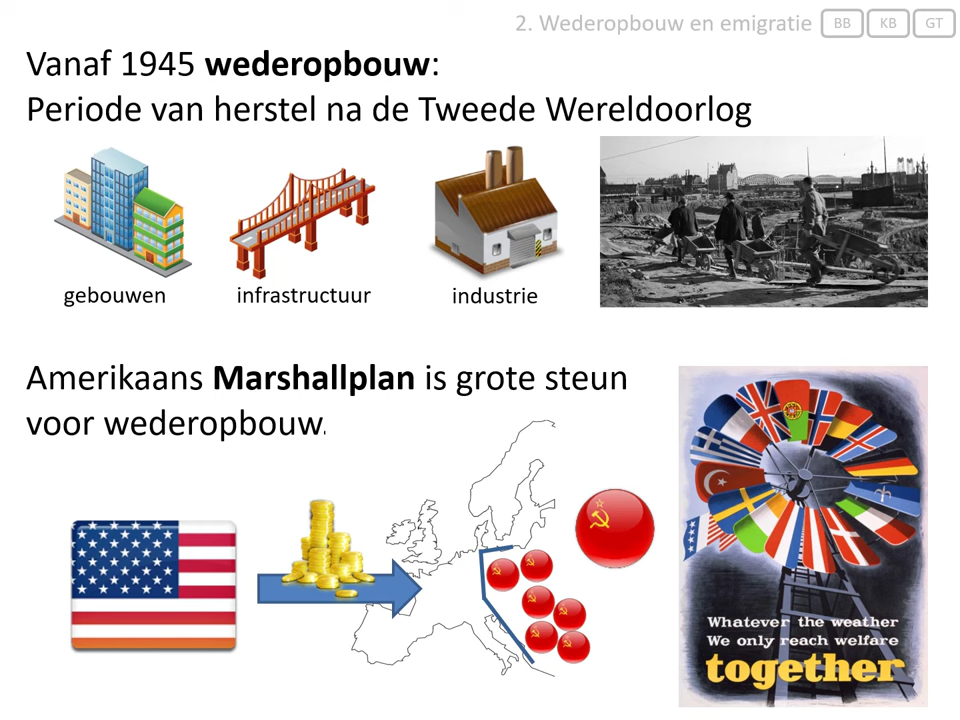 2. Wederopbouw en emigratie BB KB GT
Vanaf 1945 wederopbouw:
Periode van herstel na de Tweede Wereldoorlog
gebouwen infrastructuur industrie
Amerikaans Marshallplan is grote steun
voor wederopbouw.
Whatever the weather
We only reach welfare
together